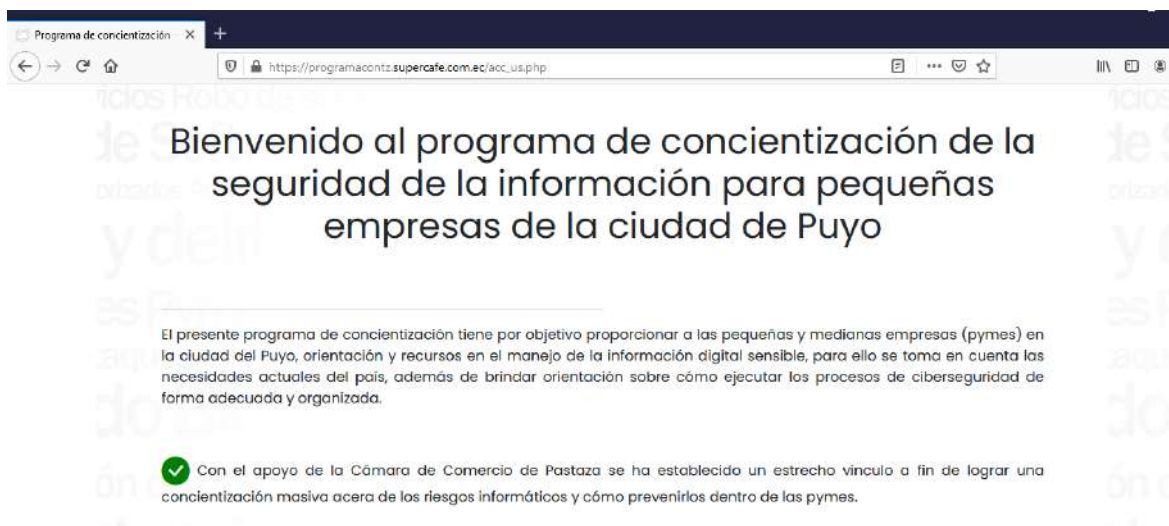 Programa de concientización
https://programacontz.supercafe.com.ec/acc_us.php
Bienvenido al programa de concientización de la
seguridad de la información para pequeñas
empresas de la ciudad de Puyo
El presente programa de concientización tiene por objetivo proporcionar a las pequeñas y medianas empresas (pymes) en
la ciudad del Puyo, orientación y recursos en el manejo de la información digital sensible, para ello se toma en cuenta las
necesidades actuales del país, además de brindar orientación sobre cómo ejecutar los procesos de ciberseguridad de
forma adecuada y organizada.
Con el apoyo de la Cámara de Comercio de Pastaza se ha establecido un estrecho vinculo a fin de lograr una
concientización masiva acera de los riesgos informáticos y cómo prevenirlos dentro de las pymes.